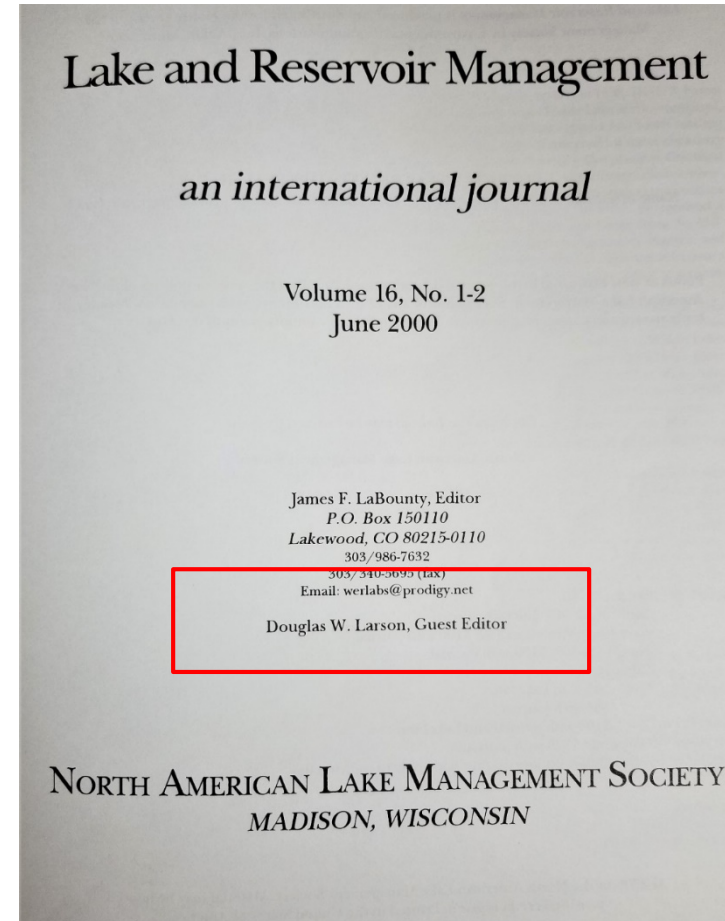 Lake and Reservoir Management
an international journal
Volume 16, No. 1-2
June 2000
James F. LaBounty, Editor
P.O. Box 150110
Lakewood, CO 80215-0110
303/986-7632
303/340-5695 (fax)
Email: werlabs@prodigy.net
Douglas W. Larson, Guest Editor
NORTH AMERICAN LAKE MANAGEMENT SOCIETY
MADISON, WISCONSIN